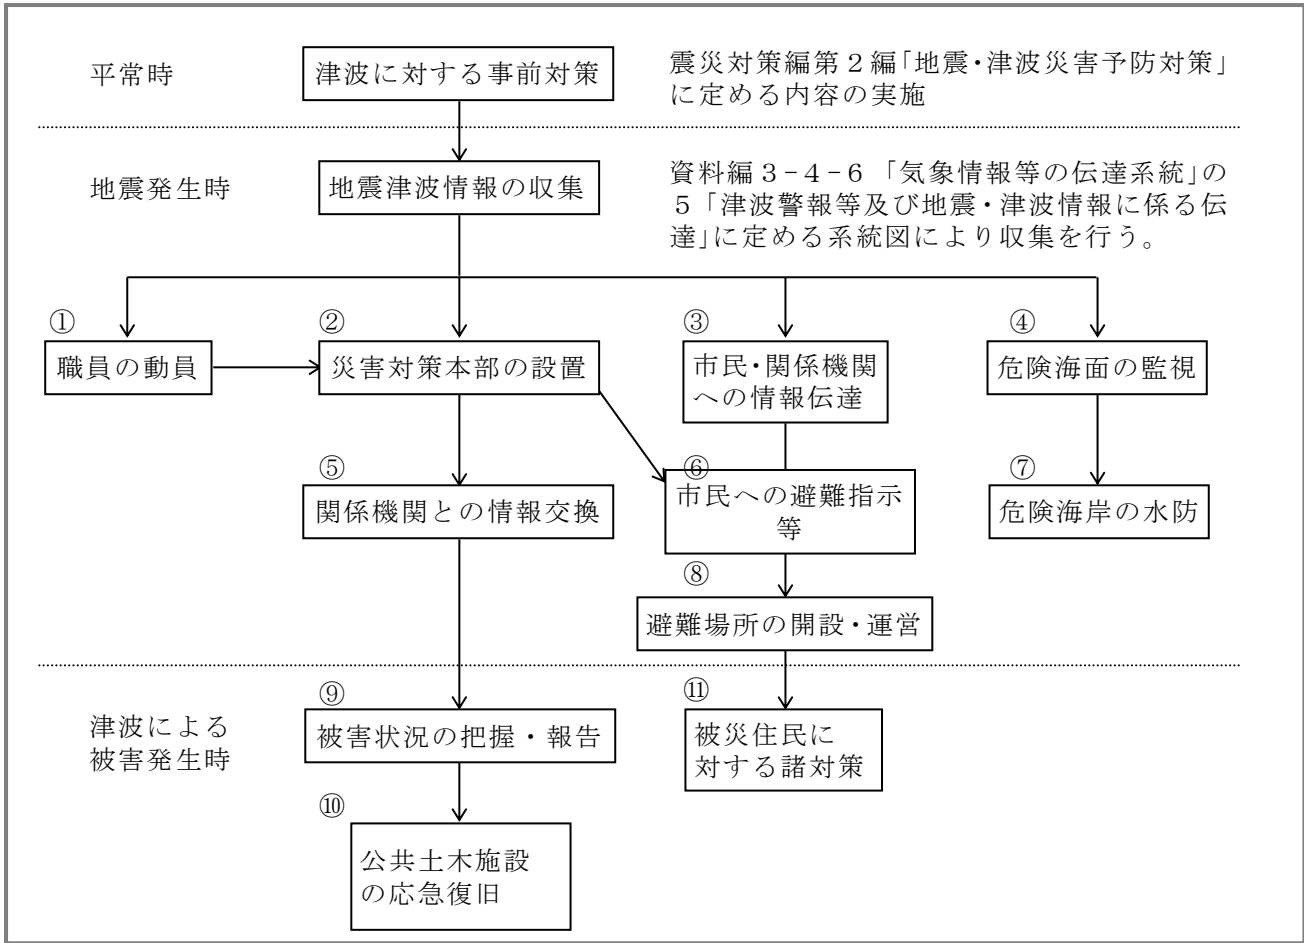 平常時
津波に対する事前対策
震災対策編第２編「地震・津波災害予防対策」
に定める内容の実施
地震発生時
地震津波情報の収集
資料編３－４－６「気象情報等の伝達系統」の
５「津波警報等及び地震・津波情報に係る伝
達」に定める系統図により収集を行う。
①
職員の動員
②
災害対策本部の設置
③
市民・関係機関
への情報伝達
④
危険海面の監視
⑤
関係機関との情報交換
⑥
市民への避難指示
等
⑦
危険海岸の水防
⑧
避難場所の開設・運営
津波による
被害発生時
⑨
被害状況の把握・報告
⑪
被災住民に
対する諸対策
⑩
公共土木施設
の応急復旧